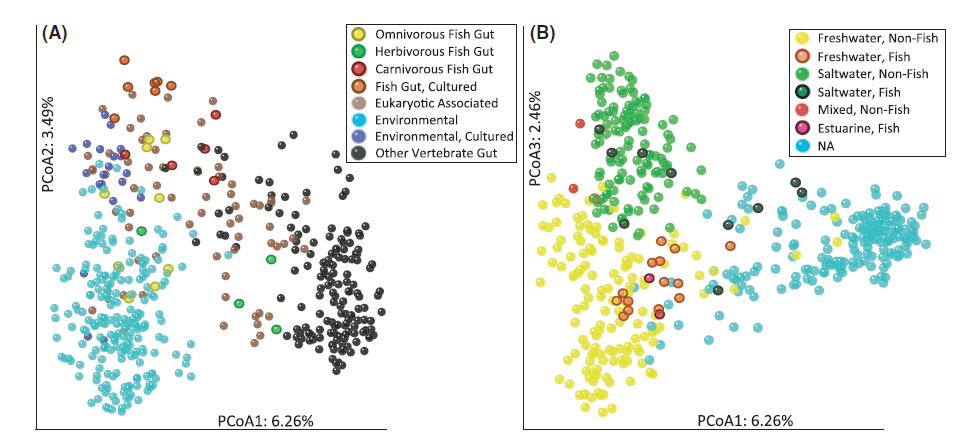 (A)
Omnivorous Fish Gut
Herbivorous Fish Gut
Carnivorous Fish Gut
Fish Gut, Cultured
Eukaryotic Associated
Environmental
Environmental, Cultured
Other Vertebrate Gut
PCoA2: 3.49%
PCoA1: 6.26%
(B)
Freshwater, Non-Fish
Freshwater, Fish
Saltwater, Non-Fish
Saltwater, Fish
Mixed, Non-Fish
Estuarine, Fish
NA
PCoA3: 2.46%
PCoA1: 6.26%